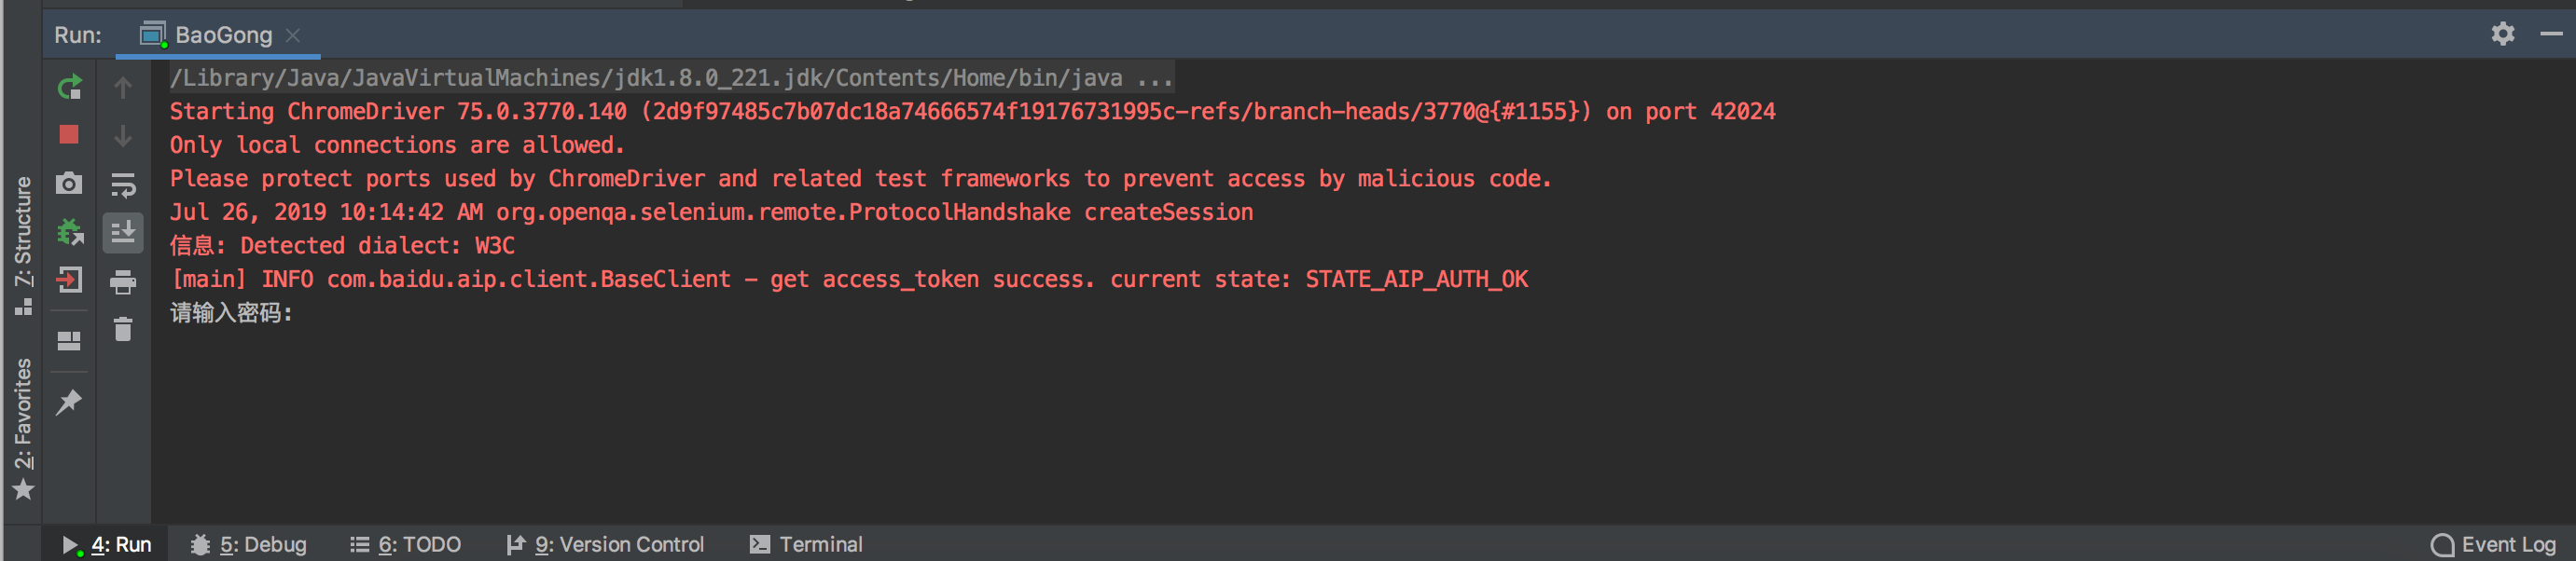 Run: BaoGong
/Library/Java/JavaVirtualMachines/jdk1.8.0_221.jdk/Contents/Home/bin/java ...
Starting ChromeDriver 75.0.3770.140 (2d9f97485c7b07dc18a74666574f19176731995c-refs/branch-heads/3770@{#1155}) on port 42024
Only local connections are allowed.
Please protect ports used by ChromeDriver and related test frameworks to prevent access by malicious code.
Jul 26, 2019 10:14:42 AM org.openqa.selenium.remote.ProtocolHandshake createSession
信息: Detected dialect: W3C
[main] INFO com.baidu.aip.client.BaseClient - get access_token success. current state: STATE_AIP_AUTH_OK
请输入密码:
7: Structure
2: Favorites
4: Run 5: Debug 6: TODO 9: Version Control Terminal Event Log